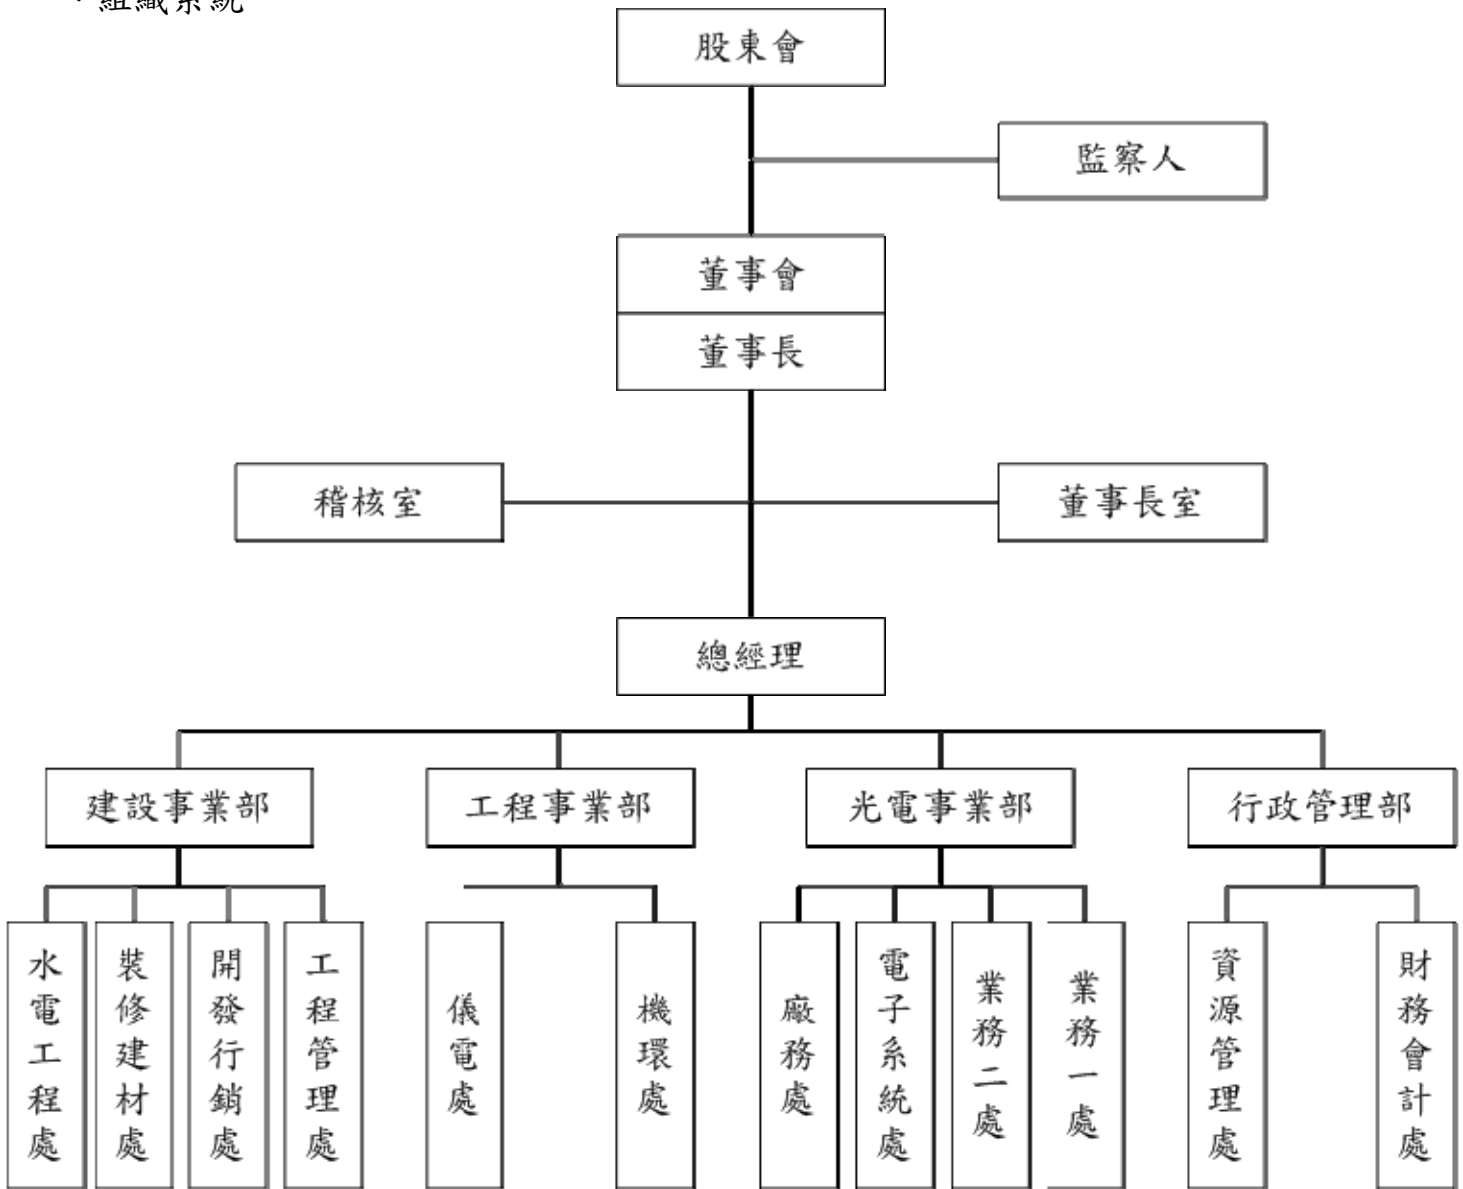 、組織系統
股東會
監察人
董事會
董事長
稽核室
董事長室
總經理
建設事業部
工程事業部
光電事業部
行政管理部
水電工程處
裝修建材處
開發行銷處
工程管理處
儀電處
機環處
廠務處
電子系統處
業務二處
業務一處
資源管理處
財務會計處